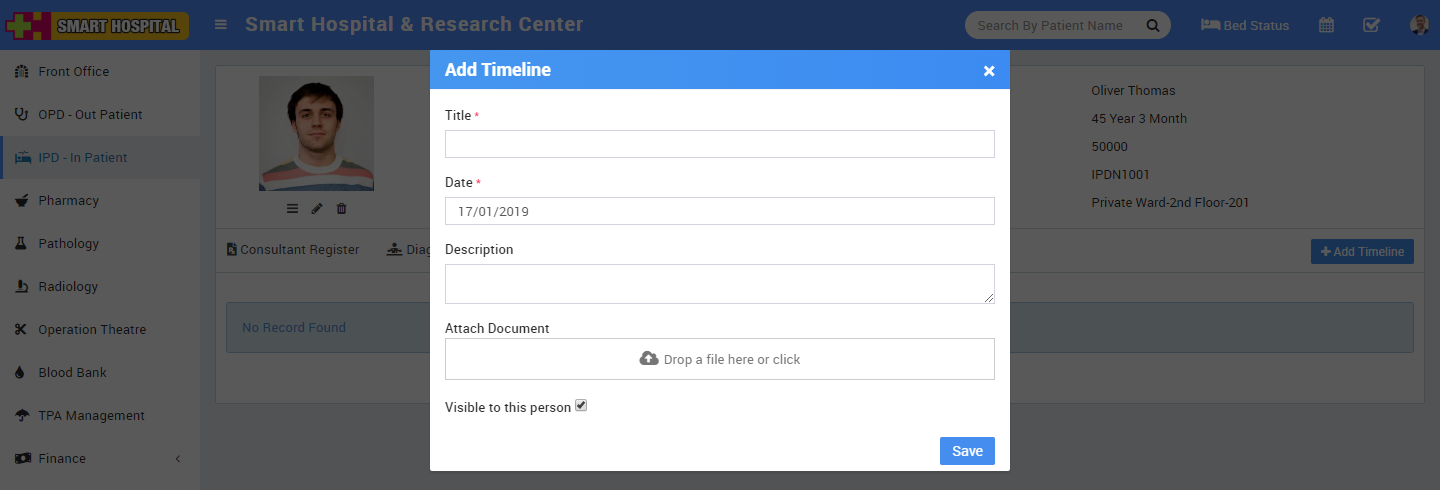 SMART HOSPITAL
Smart Hospital & Research Center
Search By Patient Name
Bed Status
Front Office
OPD - Out Patient
IPD - In Patient
Pharmacy
Pathology
Radiology
Operation Theatre
Blood Bank
TPA Management
Finance
Consultant Register
Diag
No Record Found
Add Timeline
×
Title *
Date *
17/01/2019
Description
Attach Document
Drop a file here or click
Visible to this person
Save
Oliver Thomas
45 Year 3 Month
50000
IPDN1001
Private Ward-2nd Floor-201
+ Add Timeline